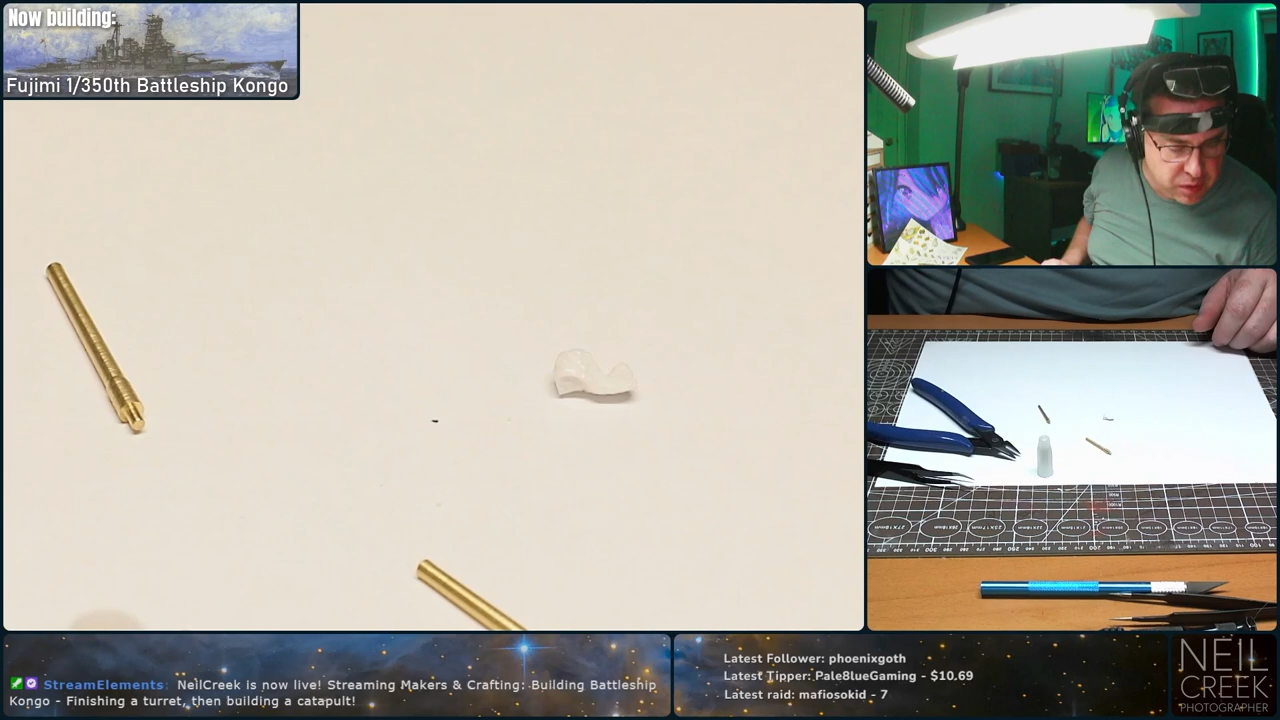 Now building:
Fujimi 1/350th Battleship Kongo
StreamElements: NeilCreek is now live! Streaming Makers & Crafting: Building Battleship
Kongo - Finishing a turret, then building a catapult!
Latest Follower: phoenixgoth
Latest Tipper: PaleBlueGaming - $10.69
Latest raid: mafiosokid - 7
NEIL
CREEK
PHOTOGRAPHER